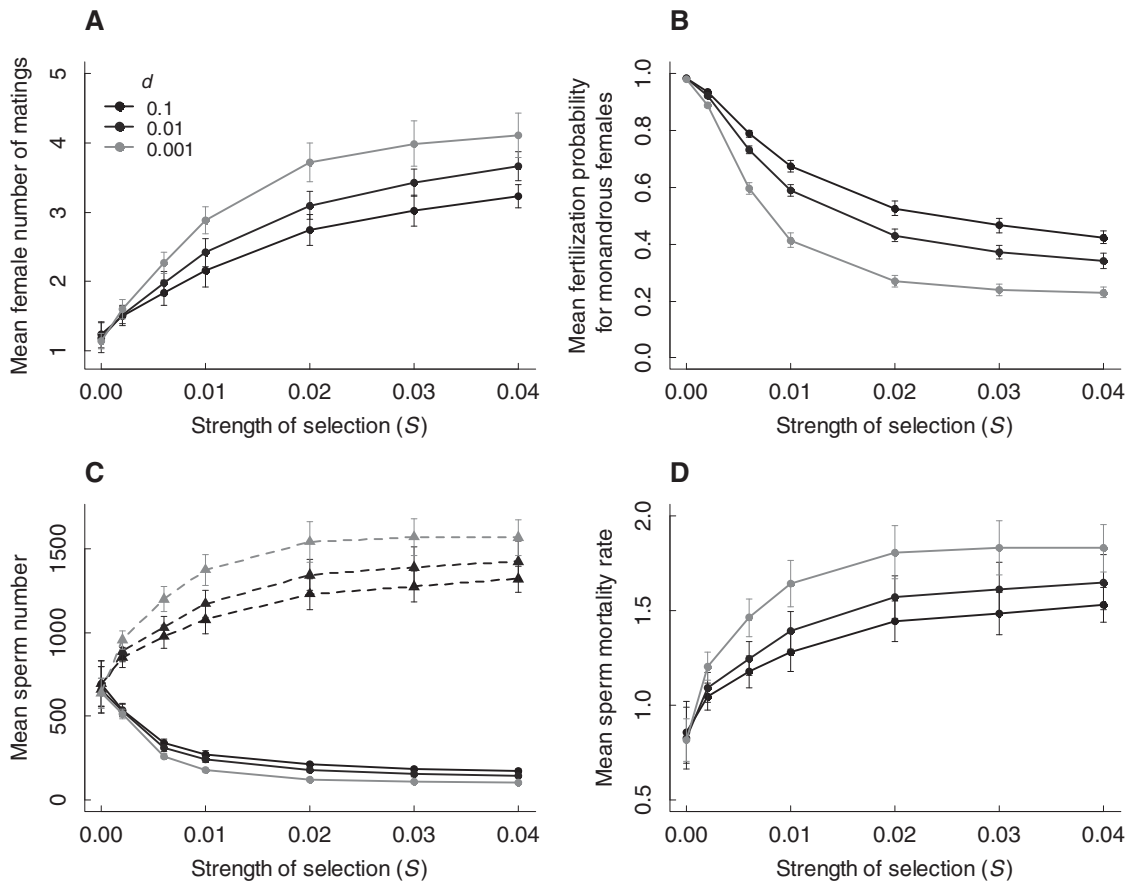 A
Mean female number of matings
5
4
3
2
1
d
0.1
0.01
0.001
0.00 0.01 0.02 0.03 0.04
Strength of selection (S)
B
Mean fertilization probability
for monandrous females
1.0
0.8
0.6
0.4
0.2
0.0
0.00 0.01 0.02 0.03 0.04
Strength of selection (S)
C
Mean sperm number
1500
1000
500
0
0.00 0.01 0.02 0.03 0.04
Strength of selection (S)
D
Mean sperm mortality rate
2.0
1.5
1.0
0.5
0.00 0.01 0.02 0.03 0.04
Strength of selection (S)